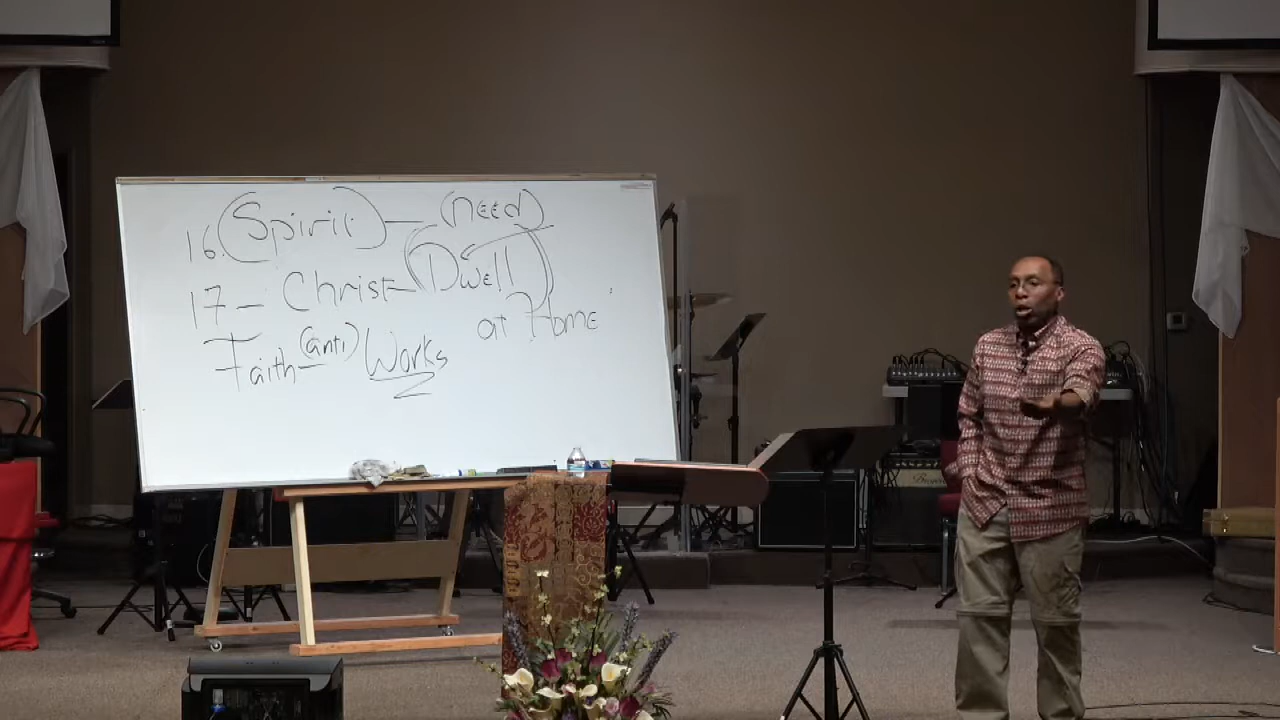 16. (Spirit) — (need)
17 — Christ — (Dwell)
at Home
Faith — (anti) Works